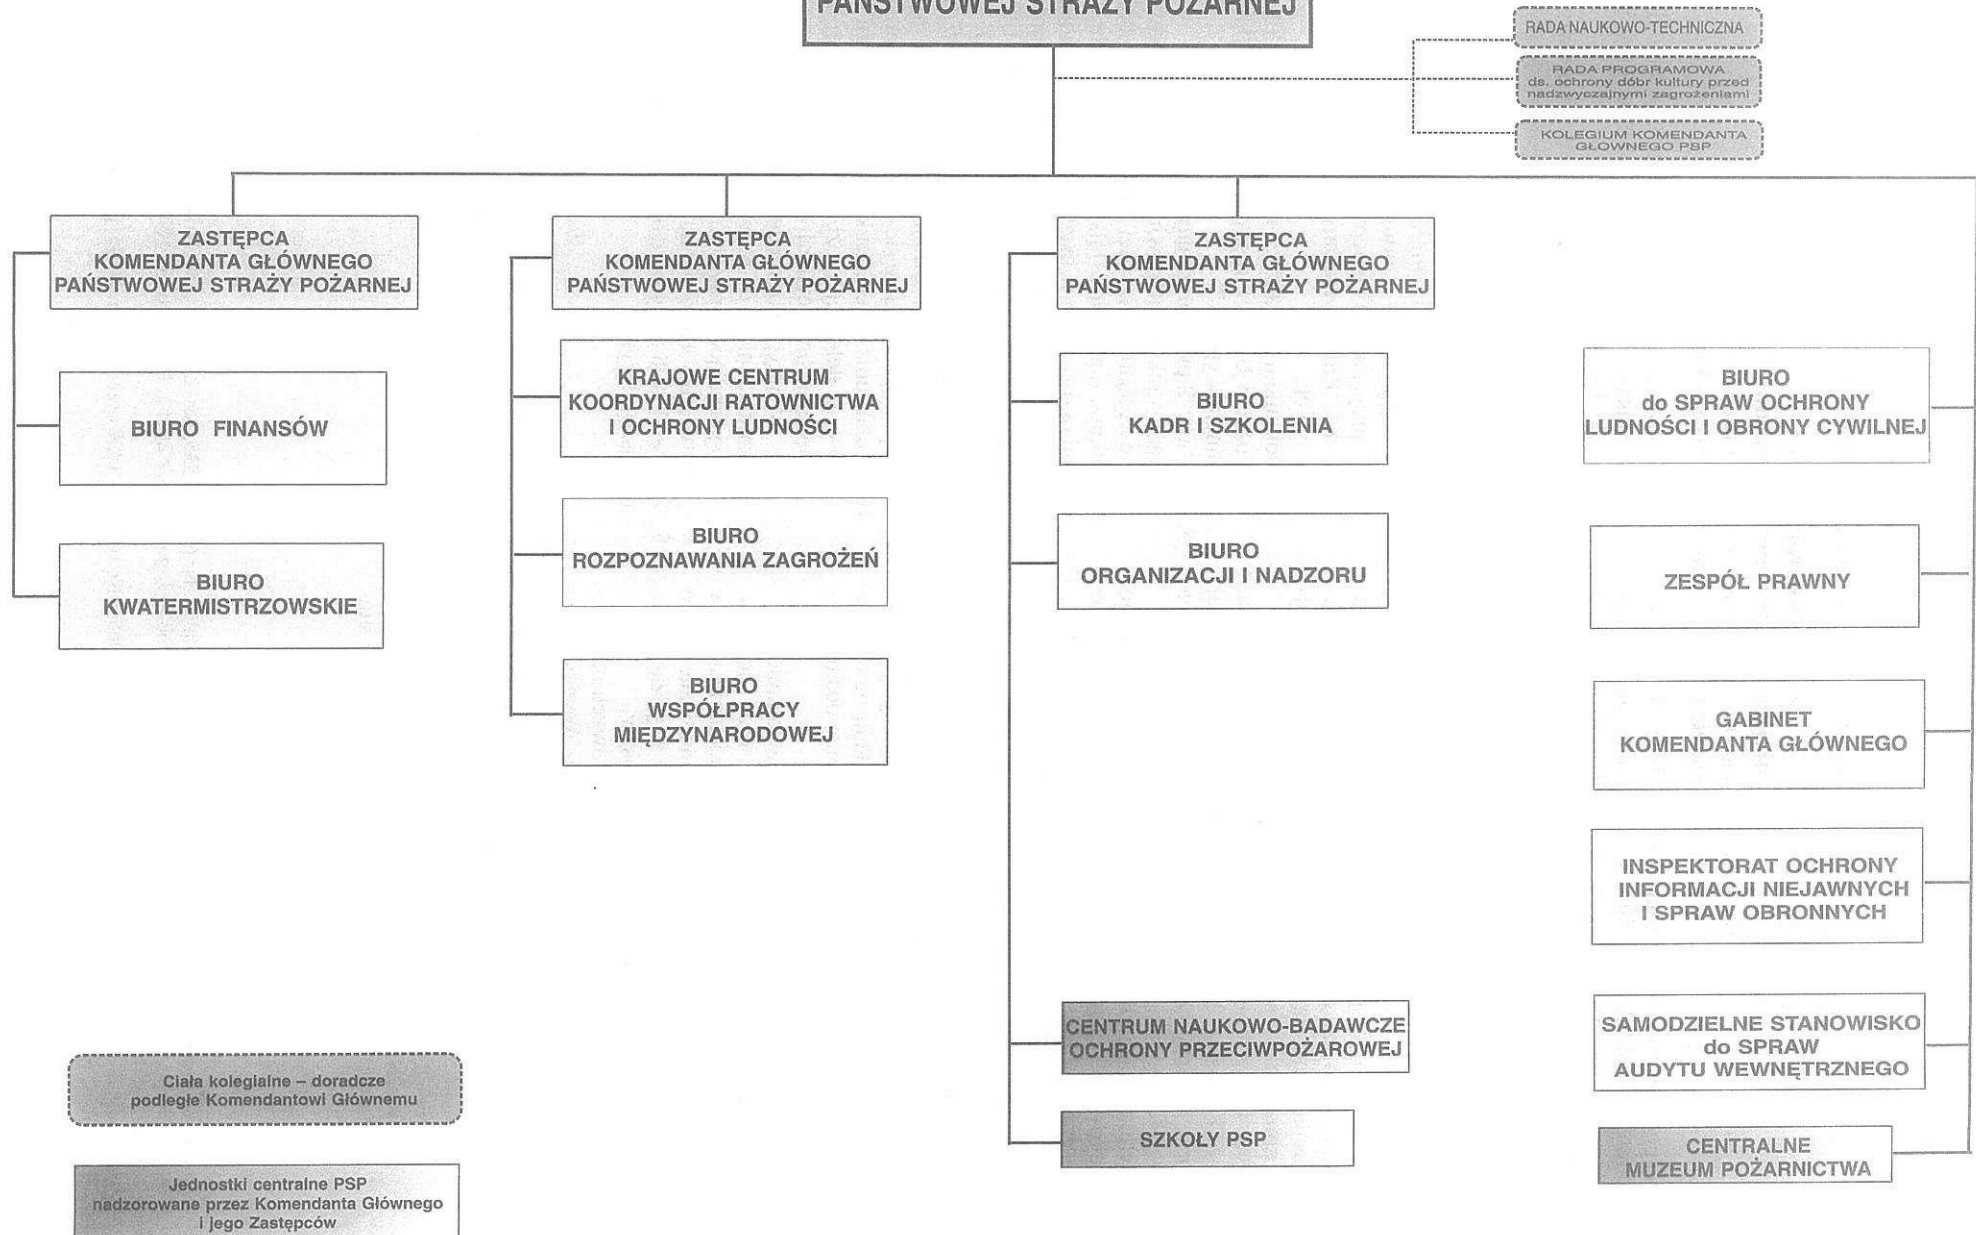 PAŃSTWOWEJ STRAŻY POŻARNEJ
RADA NAUKOWO-TECHNICZNA
RADA PROGRAMOWA
ds. ochrony dóbr kultury przed
nadzwyczajnymi zagrożeniami
KOLEGIUM KOMENDANTA
GŁOWNEGO PSP
ZASTĘPCA
KOMENDANTA GŁÓWNEGO
PAŃSTWOWEJ STRAŻY POŻARNEJ
BIURO FINANSÓW
BIURO
KWATERMISTRZOWSKIE
ZASTĘPCA
KOMENDANTA GŁÓWNEGO
PAŃSTWOWEJ STRAŻY POŻARNEJ
KRAJOWE CENTRUM
KOORDYNACJI RATOWNICTWA
I OCHRONY LUDNOŚCI
BIURO
ROZPOZNAWANIA ZAGROŻEŃ
BIURO
WSPÓŁPRACY
MIĘDZYNARODOWEJ
ZASTĘPCA
KOMENDANTA GŁÓWNEGO
PAŃSTWOWEJ STRAŻY POŻARNEJ
BIURO
KADR I SZKOLENIA
BIURO
ORGANIZACJI I NADZORU
CENTRUM NAUKOWO-BADAWCZE
OCHRONY PRZECIWPOŻAROWEJ
SZKOŁY PSP
BIURO
do SPRAW OCHRONY
LUDNOŚCI I OBRONY CYWILNEJ
ZESPÓŁ PRAWNY
GABINET
KOMENDANTA GŁÓWNEGO
INSPEKTORAT OCHRONY
INFORMACJI NIEJAWNYCH
I SPRAW OBRONNYCH
SAMODZIELNE STANOWISKO
do SPRAW
AUDYTU WEWNĘTRZNEGO
CENTRALNE
MUZEUM POŻARNICTWA
Ciała kolegialne – doradcze
podległe Komendantowi Głównemu
Jednostki centralne PSP
nadzorowane przez Komendanta Głównego
i jego Zastępców